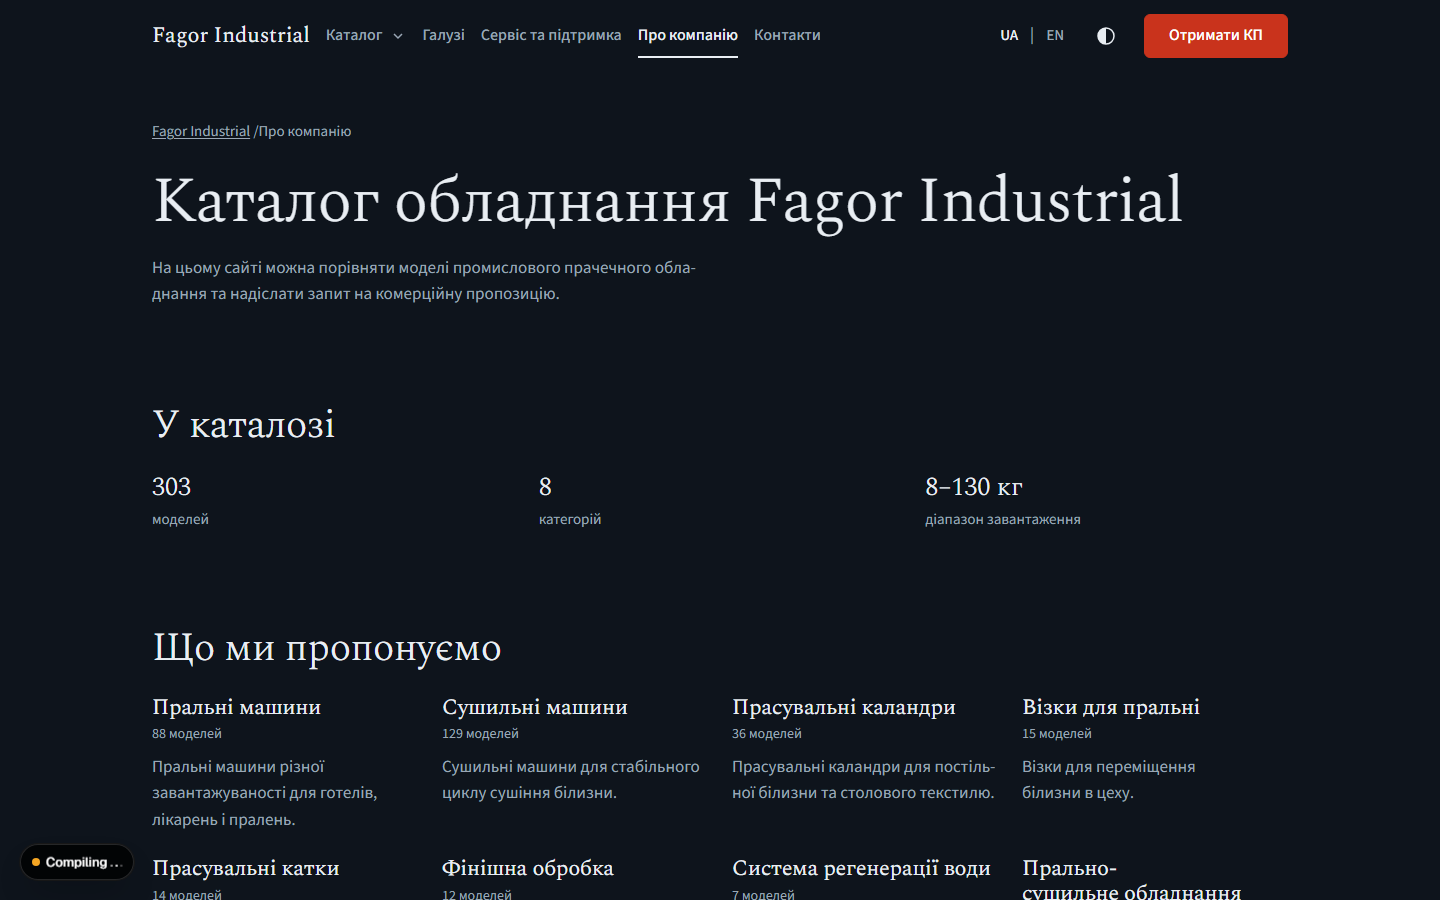 Fagor Industrial Каталог Галузі Сервіс та підтримка Про компанію Контакти UA | EN Отримати КП
Fagor Industrial /Про компанію
Каталог обладнання Fagor Industrial
На цьому сайті можна порівняти моделі промислового прачечного обла-
днання та надіслати запит на комерційну пропозицію.
У каталозі
303 8 8–130 кг
моделей категорій діапазон завантаження
Що ми пропонуємо
Пральні машини Сушильні машини Прасувальні каландри Візки для пральні
88 моделей 129 моделей 36 моделей 15 моделей
Пральні машини різної Сушильні машини для стабільного Прасувальні каландри для постіль- Візки для переміщення
завантажуваності для готелів, циклу сушіння білизни. ної білизни та столового текстилю. білизни в цеху.
лікарень і пралень.
Compiling ...
Прасувальні катки Фінішна обробка Система регенерації води Прально-
14 моделей 12 моделей 7 моделей сушильне обладнання